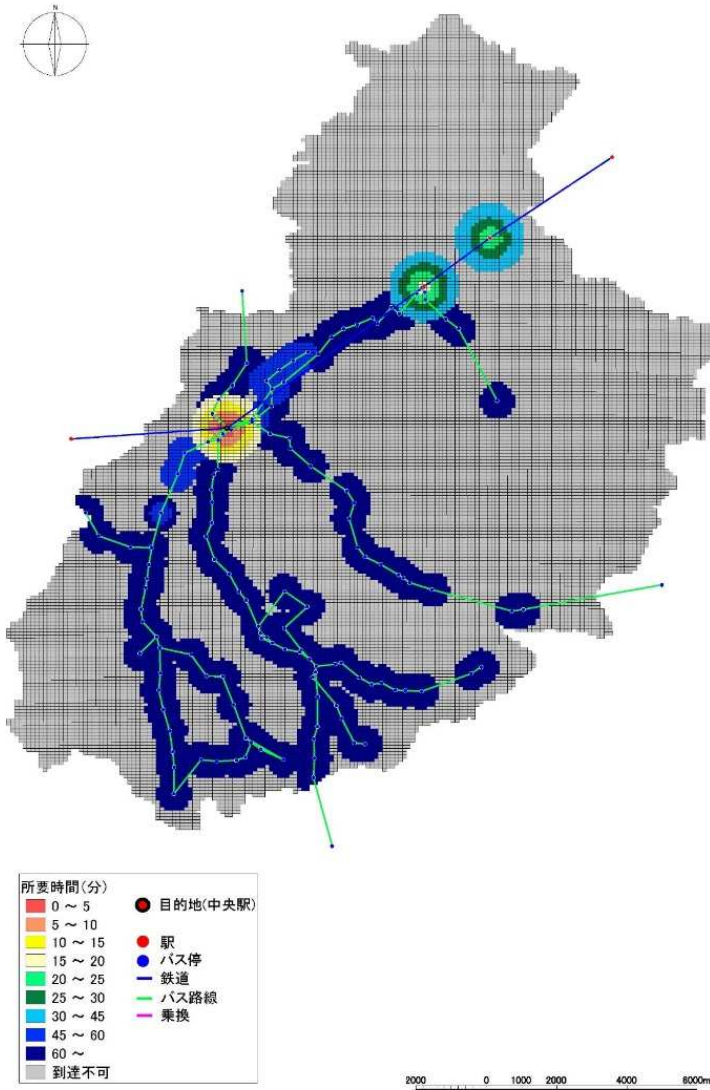 所要時間(分)
0 ～ 5
5 ～ 10
10 ～ 15
15 ～ 20
20 ～ 25
25 ～ 30
30 ～ 45
45 ～ 60
60 ～
到達不可
目的地(中央駅)
駅
バス停
鉄道
バス路線
乗換
2000 0 2000 4000 6000m